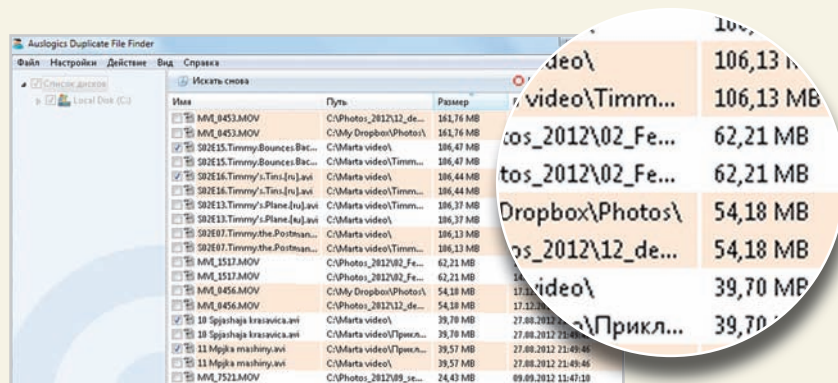 Auslogics Duplicate File Finder
Файл Настройки Действие Вид Справка
Список дисков
Local Disk (C:)
Искать снова
Имя Путь Размер
MVI_0453.MOV C:\Photos_2012\12_de... 161,76 MB
MVI_0453.MOV C:\My Dropbox\Photos\ 161,76 MB
S02E15.Timmy.Bounces.Bac... C:\Marta video\ 106,47 MB
S02E15.Timmy.Bounces.Bac... C:\Marta video\Timm... 106,47 MB
S02E16.Timmy's.Tins.[ru].avi C:\Marta video\ 106,44 MB
S02E16.Timmy's.Tins.[ru].avi C:\Marta video\Timm... 106,44 MB
S02E13.Timmy's.Plane.[ru].avi C:\Marta video\Timm... 106,37 MB
S02E13.Timmy's.Plane.[ru].avi C:\Marta video\ 106,37 MB
S02E07.Timmy.the.Postman... C:\Marta video\ 106,13 MB
S02E07.Timmy.the.Postman... C:\Marta video\Timm... 106,13 MB
MVI_1517.MOV C:\Photos_2012\02_Fe... 62,21 MB
MVI_1517.MOV C:\Photos_2012\02_Fe... 62,21 MB
MVI_0456.MOV C:\My Dropbox\Photos\ 54,18 MB
MVI_0456.MOV C:\Photos_2012\12_de... 54,18 MB
10 Spjashaja krasavica.avi C:\Marta video\ 39,70 MB
10 Spjashaja krasavica.avi C:\Marta video\Прикл... 39,70 MB
11 Mojka mashiny.avi C:\Marta video\Прикл... 39,57 MB 27.08.2012 21:49:46
11 Mojka mashiny.avi C:\Marta video\ 39,57 MB 27.08.2012 21:49:46
MVI_7521.MOV C:\Photos_2012\09_se... 24,43 MB 09.09.2012 11:47:10
deo\ 106,13
video\Timm... 106,13 MB
tos_2012\02_Fe... 62,21 MB
tos_2012\02_Fe... 62,21 MB
Dropbox\Photos\ 54,18 MB
os_2012\12_de... 54,18 MB
video\ 39,70 MB
\Прикл... 39,70